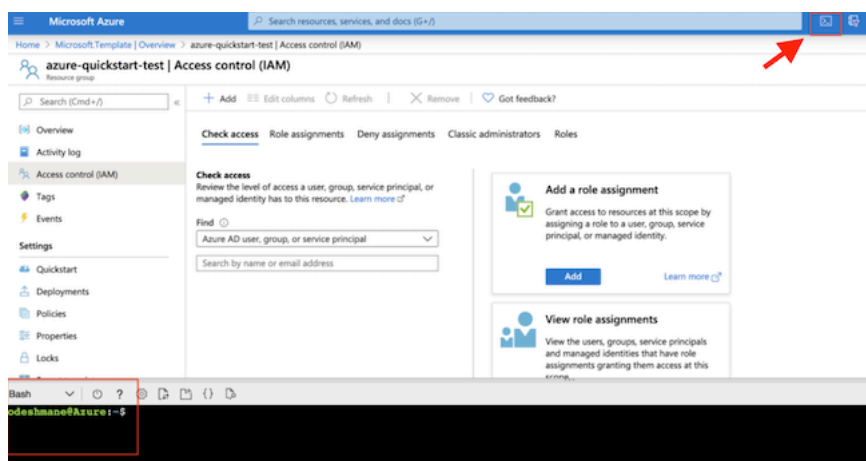 Microsoft Azure
Search resources, services, and docs (G+/)
Home > Microsoft.Template | Overview > azure-quickstart-test | Access control (IAM)
azure-quickstart-test | Access control (IAM)
Resource group
Search (Cmd+/)
«
+ Add
Edit columns
Refresh
Remove
Got feedback?
Overview
Activity log
Access control (IAM)
Tags
Events
Settings
Quickstart
Deployments
Policies
Properties
Locks
Check access
Role assignments
Deny assignments
Classic administrators
Roles
Check access
Review the level of access a user, group, service principal, or
managed identity has to this resource. Learn more
Find
Azure AD user, group, or service principal
Search by name or email address
Add a role assignment
Grant access to resources at this scope by
assigning a role to a user, group, service
principal, or managed identity.
Add
Learn more
View role assignments
View the users, groups, service principals
and managed identities that have role
assignments granting them access at this
scope.
Bash
?
{}
odeshmane@Azure:~$